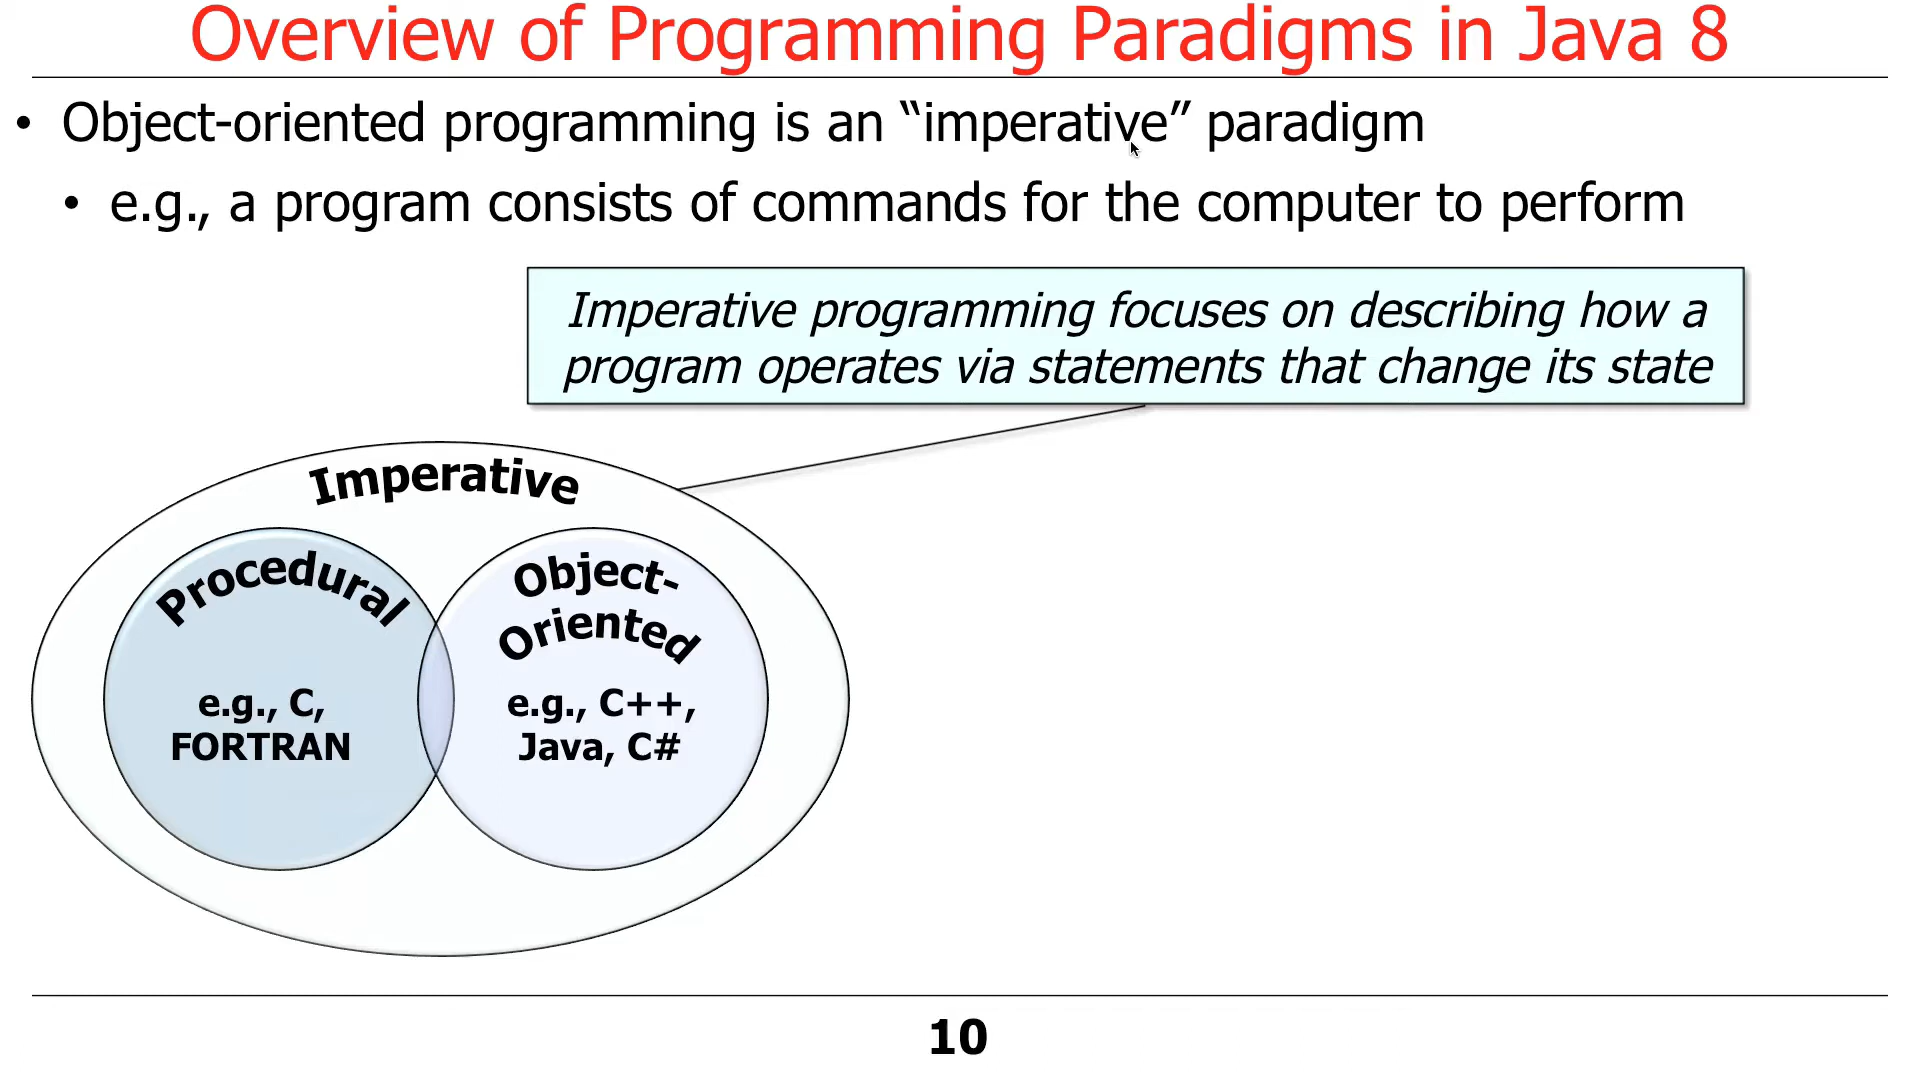 Overview of Programming Paradigms in Java 8
• Object-oriented programming is an “imperative” paradigm
• e.g., a program consists of commands for the computer to perform
Imperative programming focuses on describing how a
program operates via statements that change its state
Imperative
Procedural
e.g., C,
FORTRAN
Object-
Oriented
e.g., C++,
Java, C#
10